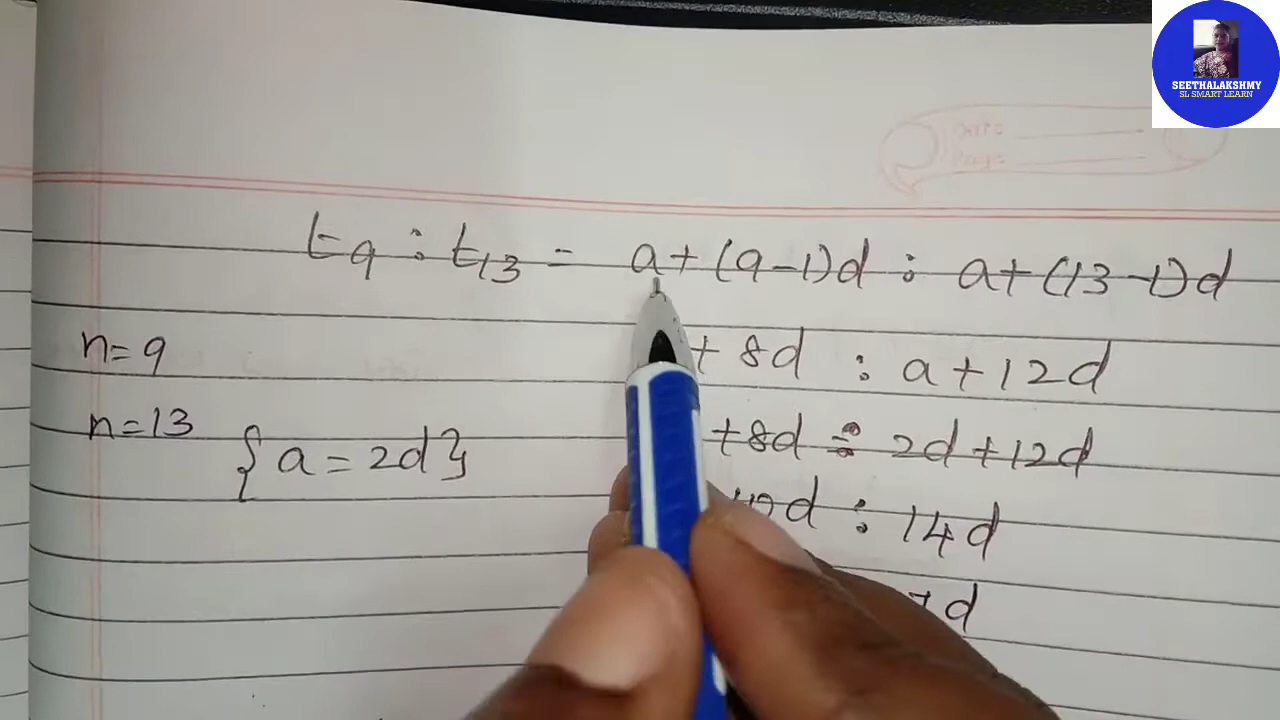 SEETHALAKSHMY
SL SMART LEARN
t9 : t13 = a+(9-1)d : a+(13-1)d
n=9
+ 8d : a+12d
n=13
{a=2d}
+8d : 2d+12d
d : 14d
7d